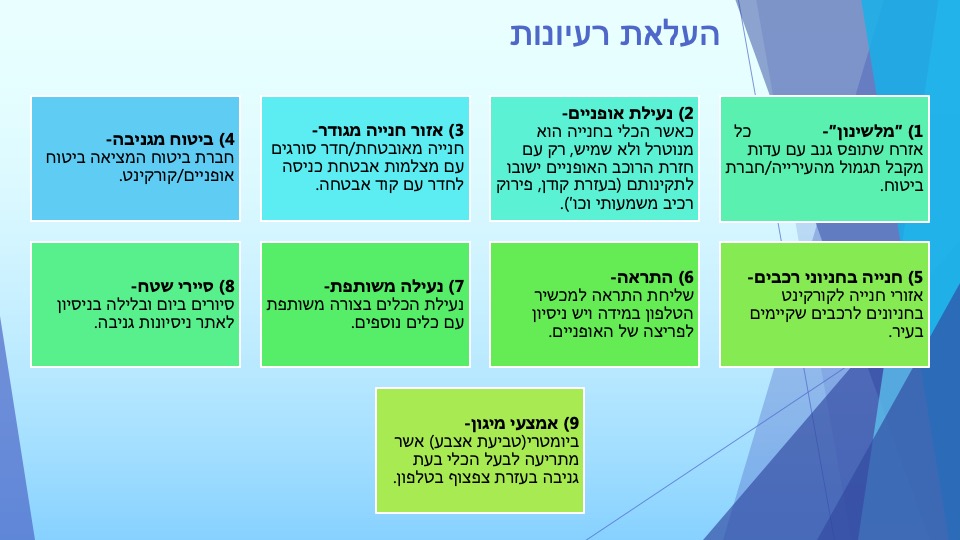 העלאת רעיונות
1) "מלשינון"- כל
אזרח שתופס גנב עם עדות
מקבל תגמול מהעירייה/חברת
ביטוח.
2) נעילת אופניים-
כאשר הכלי בחנייה הוא
מנוטרל ולא שמיש, רק עם
חזרת הרוכב האופניים ישובו
לתקינותם (בעזרת קודן, פירוק
רכיב משמעותי וכו').
3) אזור חנייה מגודר-
חנייה מאובטחת/חדר סורגים
עם מצלמות אבטחת כניסה
לחדר עם קוד אבטחה.
4) ביטוח מגניבה-
חברת ביטוח המציאה ביטוח
אופניים/קורקינט.
5) חנייה בחניוני רכבים-
אזורי חנייה לקורקינט
בחניונים לרכבים שקיימים
בעיר.
6) התראה-
שליחת התראה למכשיר
הטלפון במידה ויש ניסיון
לפריצה של האופניים.
7) נעילה משותפת-
נעילת הכלים בצורה משותפת
עם כלים נוספים.
8) סיירי שטח-
סיורים ביום ובלילה בניסיון
לאתר ניסיונות גניבה.
9) אמצעי מיגון-
ביומטרי(טביעת אצבע) אשר
מתריעה לבעל הכלי בעת
גניבה בעזרת צפצוף בטלפון.